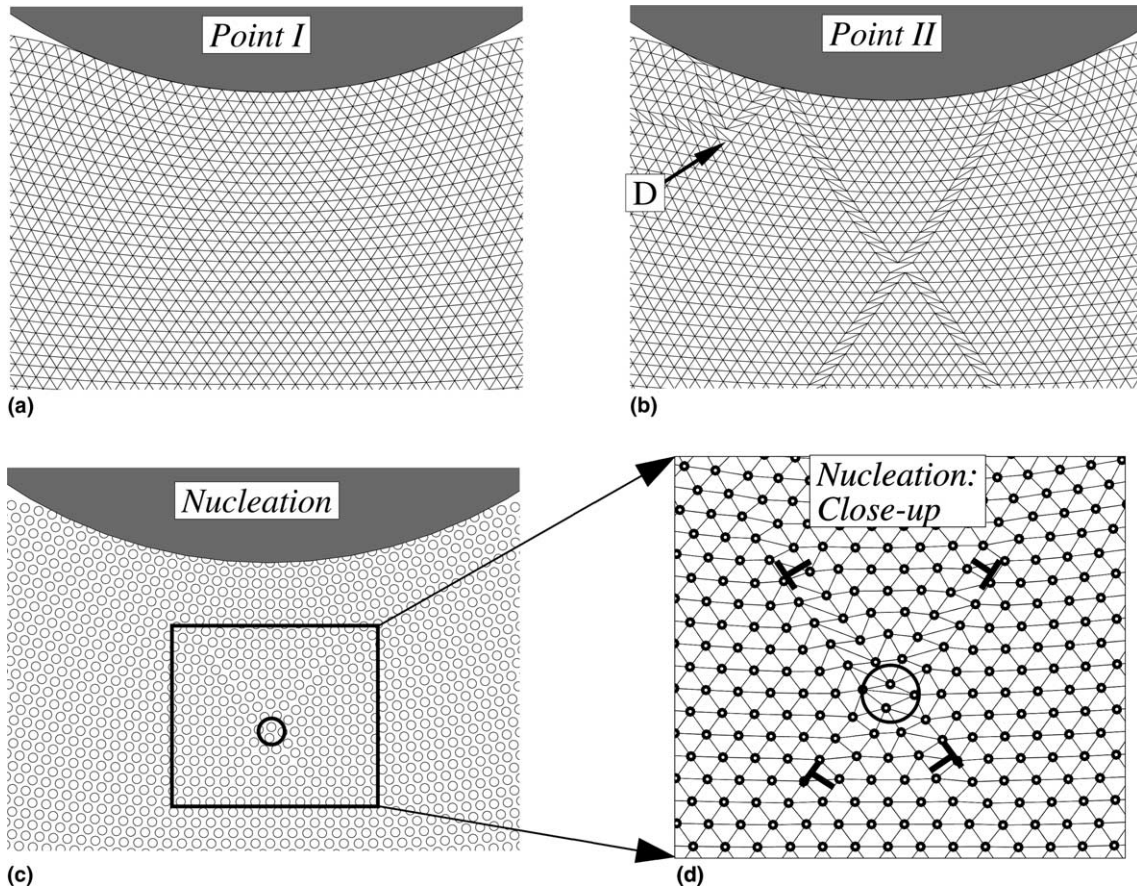 Point I
Point II
D
(a)
(b)
Nucleation
Nucleation:
Close-up
(c)
(d)